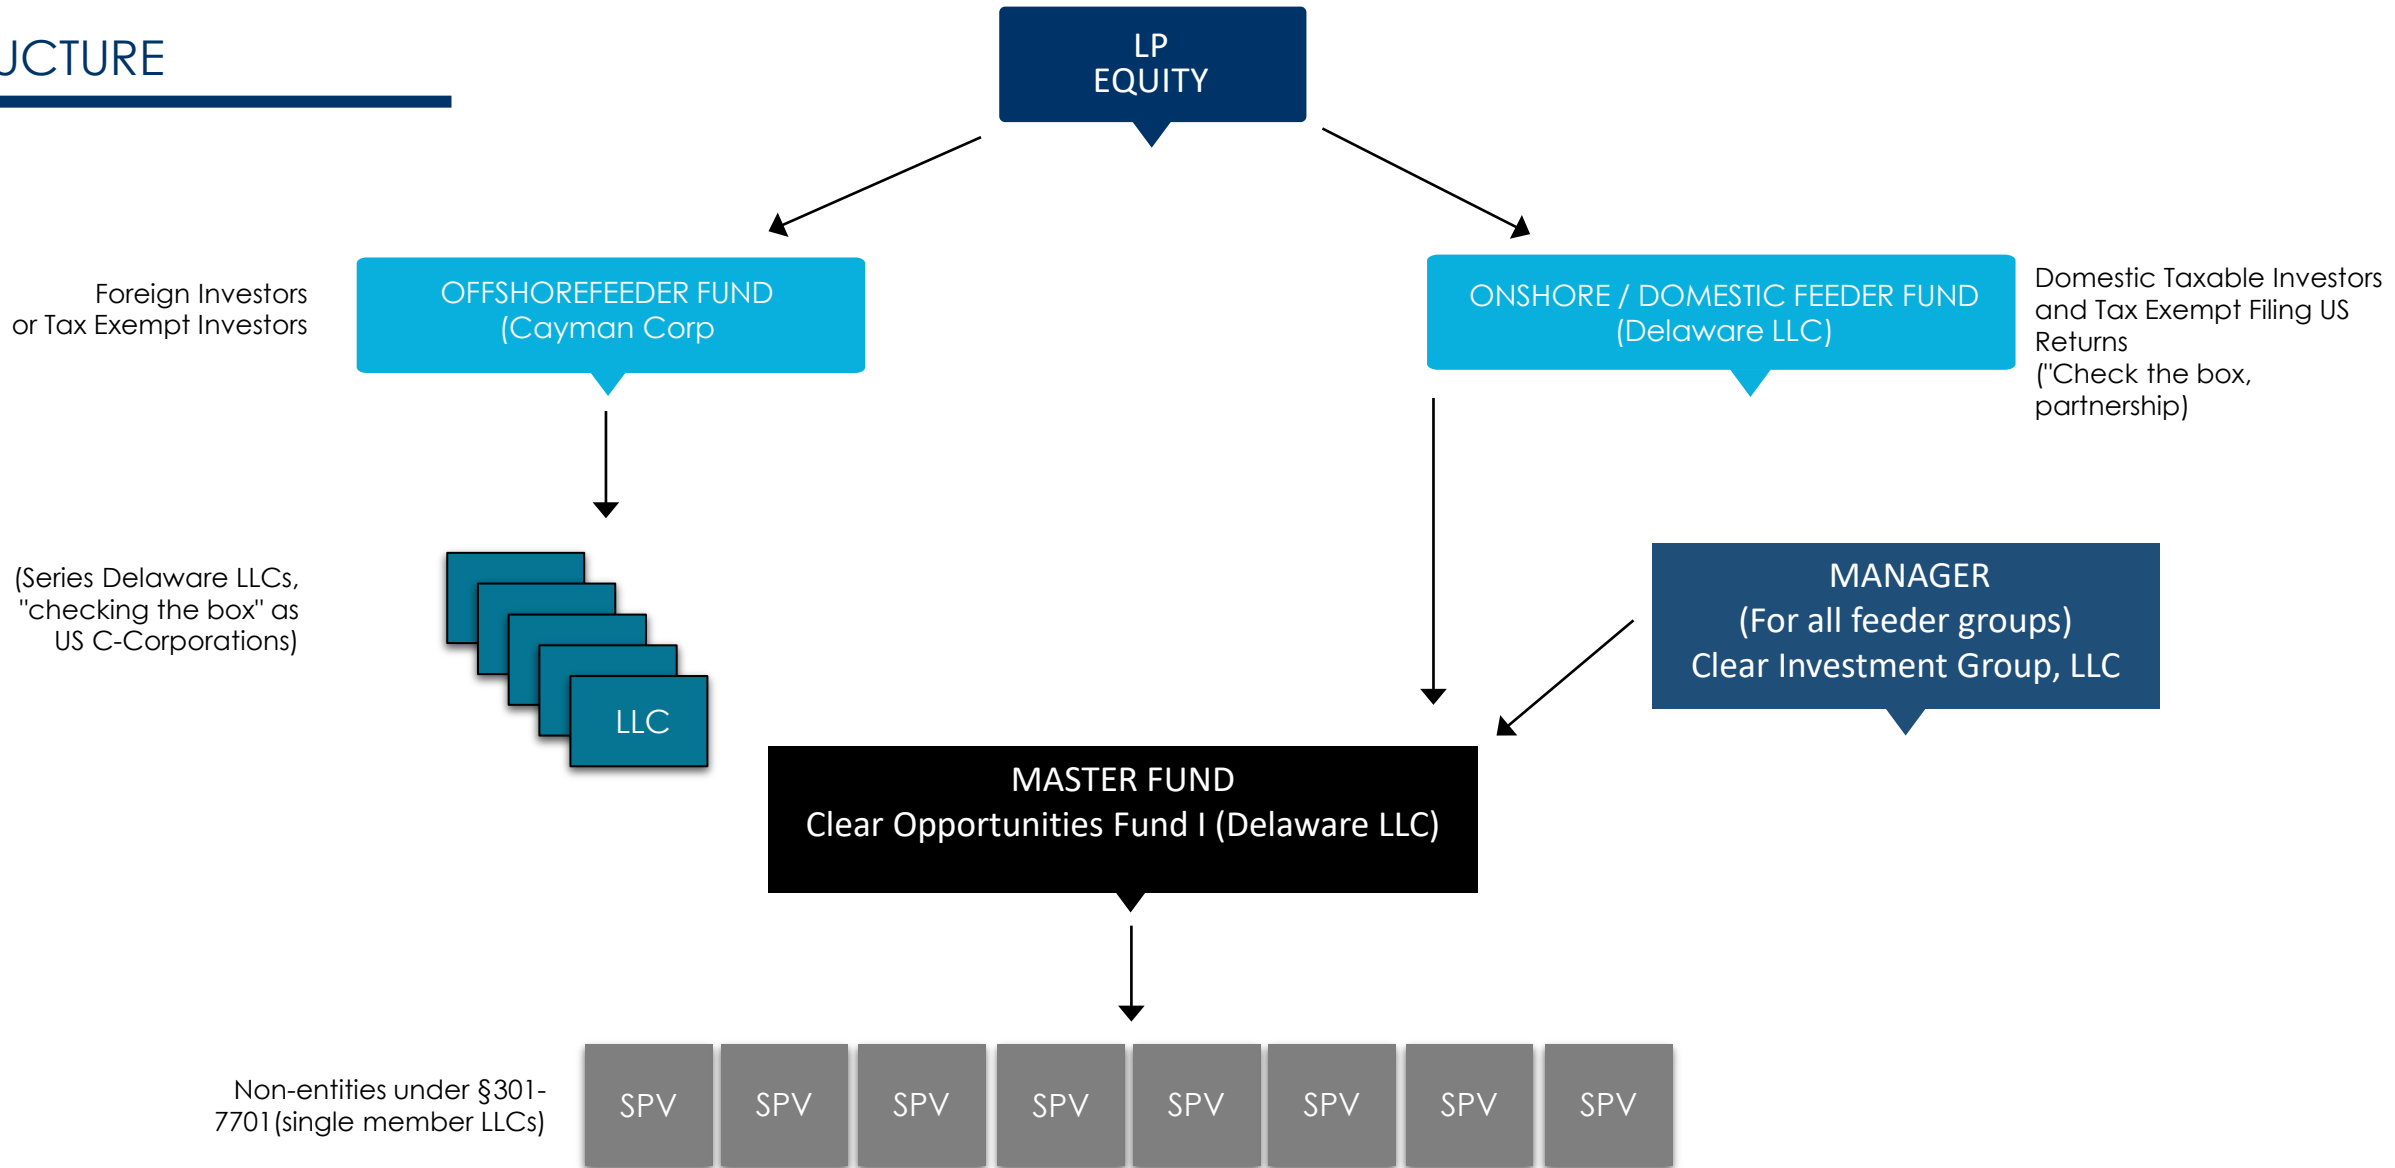 UCTURE
LP
EQUITY
Foreign Investors
or Tax Exempt Investors
OFFSHOREFEEDER FUND
(Cayman Corp
ONSHORE / DOMESTIC FEEDER FUND
(Delaware LLC)
Domestic Taxable Investors
and Tax Exempt Filing US
Returns
("Check the box,
partnership)
(Series Delaware LLCs,
"checking the box" as
US C-Corporations)
LLC
MANAGER
(For all feeder groups)
Clear Investment Group, LLC
MASTER FUND
Clear Opportunities Fund I (Delaware LLC)
Non-entities under §301-
7701(single member LLCs)
SPV
SPV
SPV
SPV
SPV
SPV
SPV
SPV